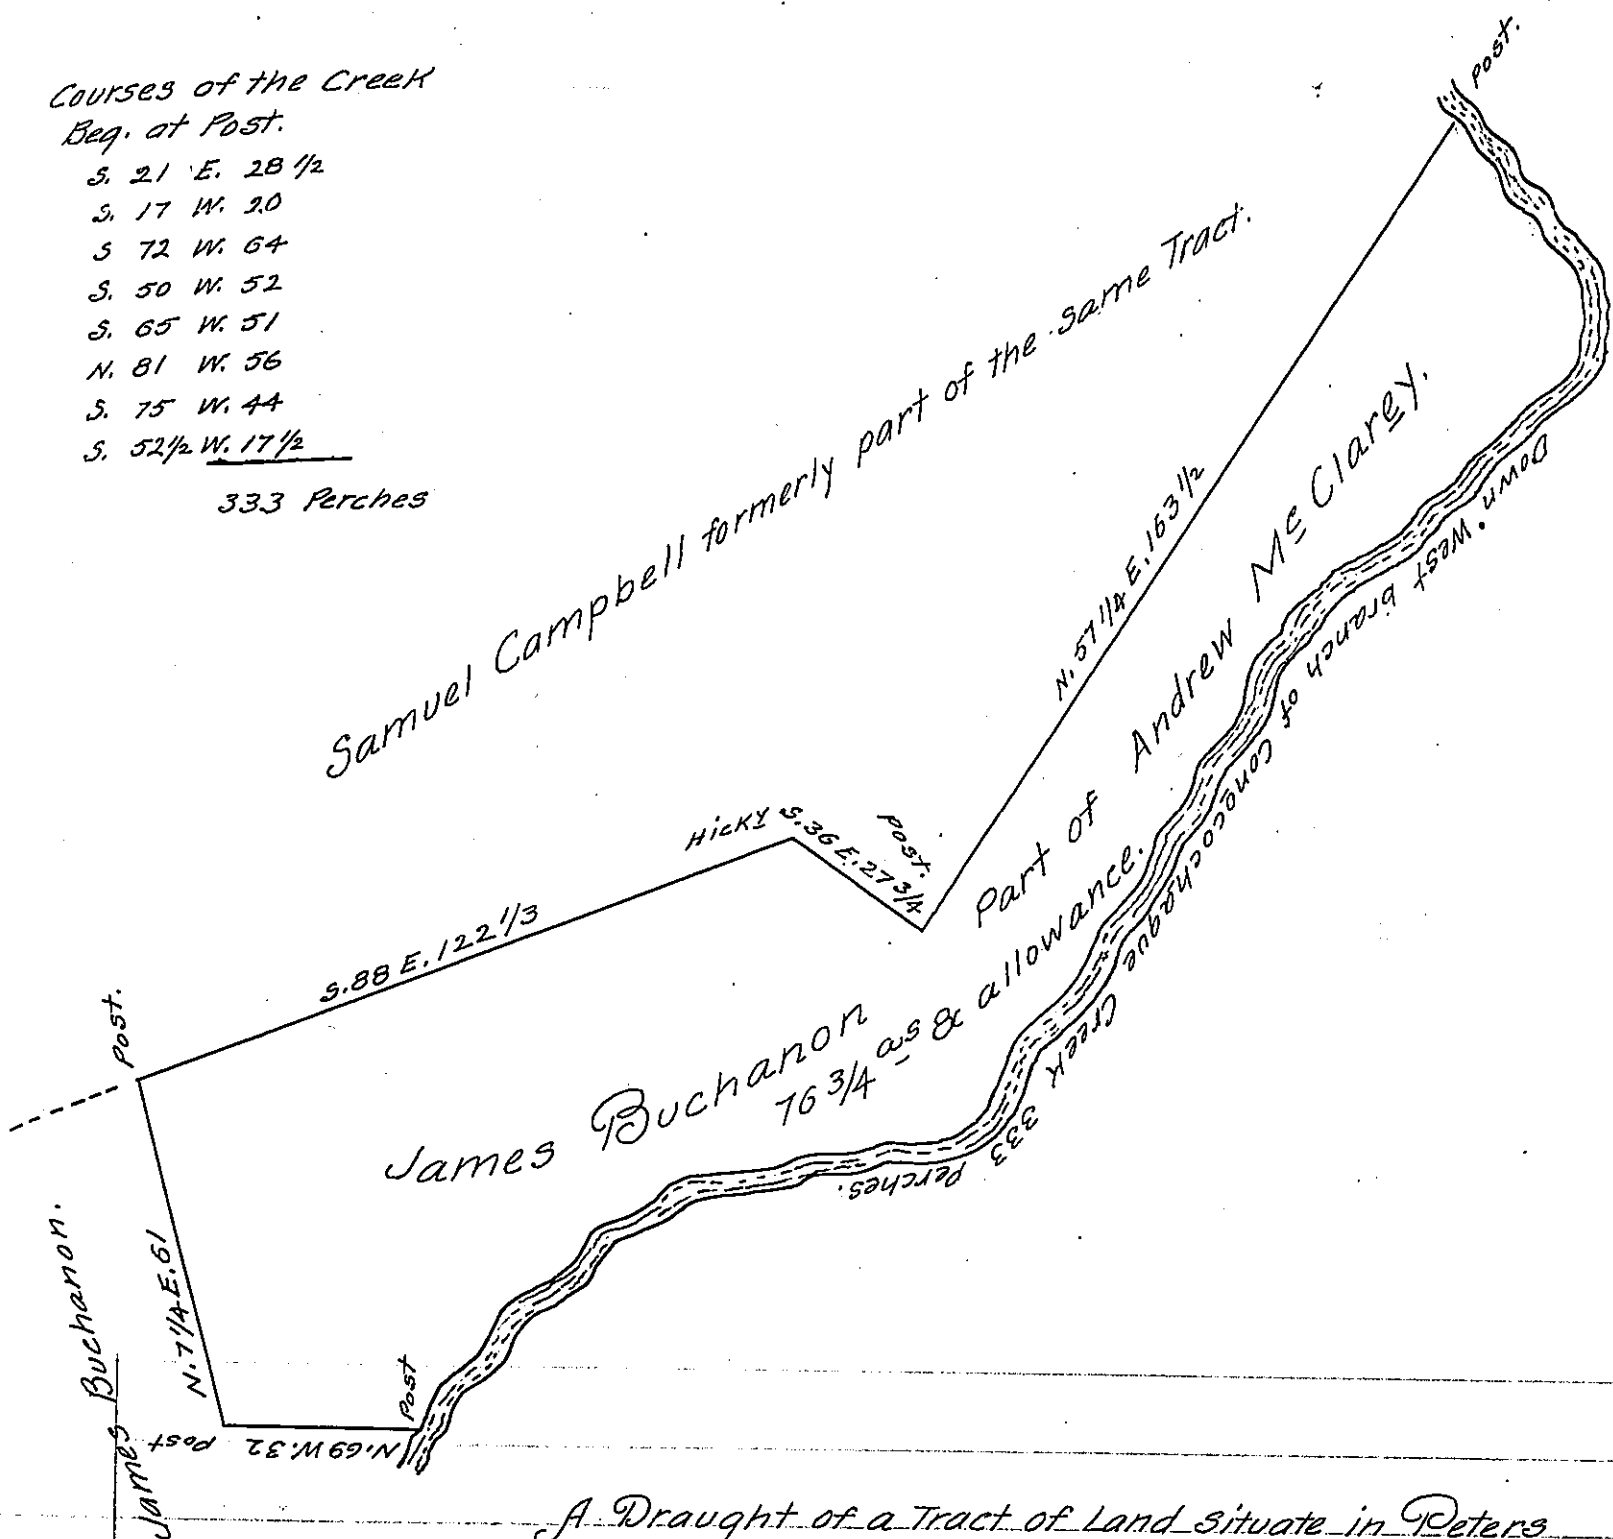 Courses of the Creek
Beg. at Post.
S. 21 E. 28 1/2
S. 17 W. 20
S 72 W. 64
S. 50 W. 52
S. 65 W. 51
N. 81 W. 56
S. 75 W. 44
S. 52 1/2 W. 17 1/2
333 Perches
Post.
Samuel Campbell formerly part of the same Tract.
N. 57 1/4 E. 163 1/2
Down West branch of Conecocheague Creek 333 Perches.
Hicky S. 36 E. 27 3/4
Post.
Part of Andrew McClarey.
S. 88 E. 122 1/3
Post.
James Buchanon
76 3/4 as & allowance.
N. 7 1/4 E. 61
James Buchanon.
Post
N. 69 W. 32
Post
A Draught of a Tract of Land situate in Peters